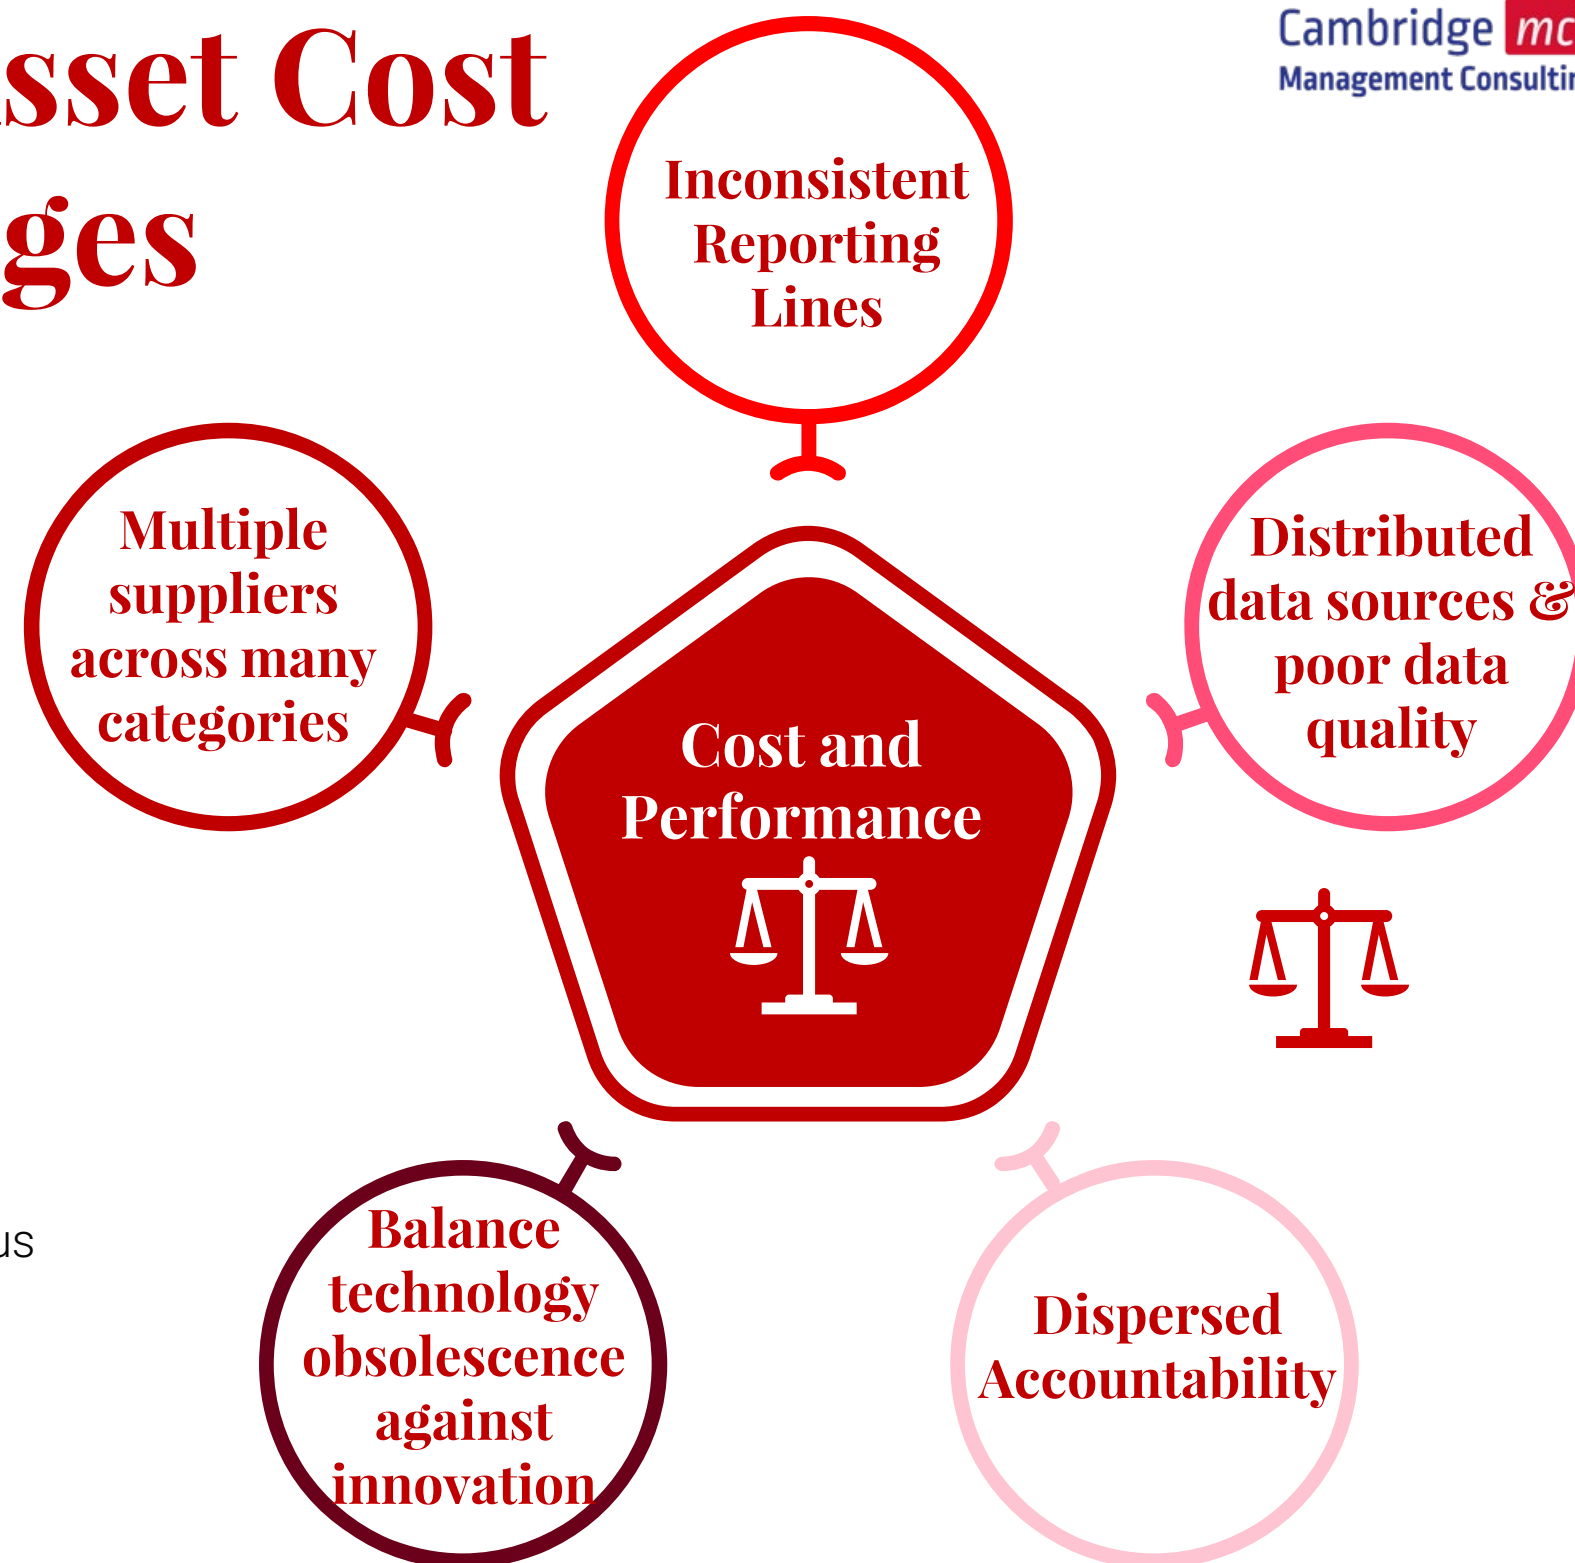 sset Cost
ges
Cambridge mc
Management Consultin
Inconsistent
Reporting
Lines
Multiple
suppliers
across many
categories
Distributed
data sources &
poor data
quality
Cost and
Performance
Balance
technology
obsolescence
against
innovation
Dispersed
Accountability
us